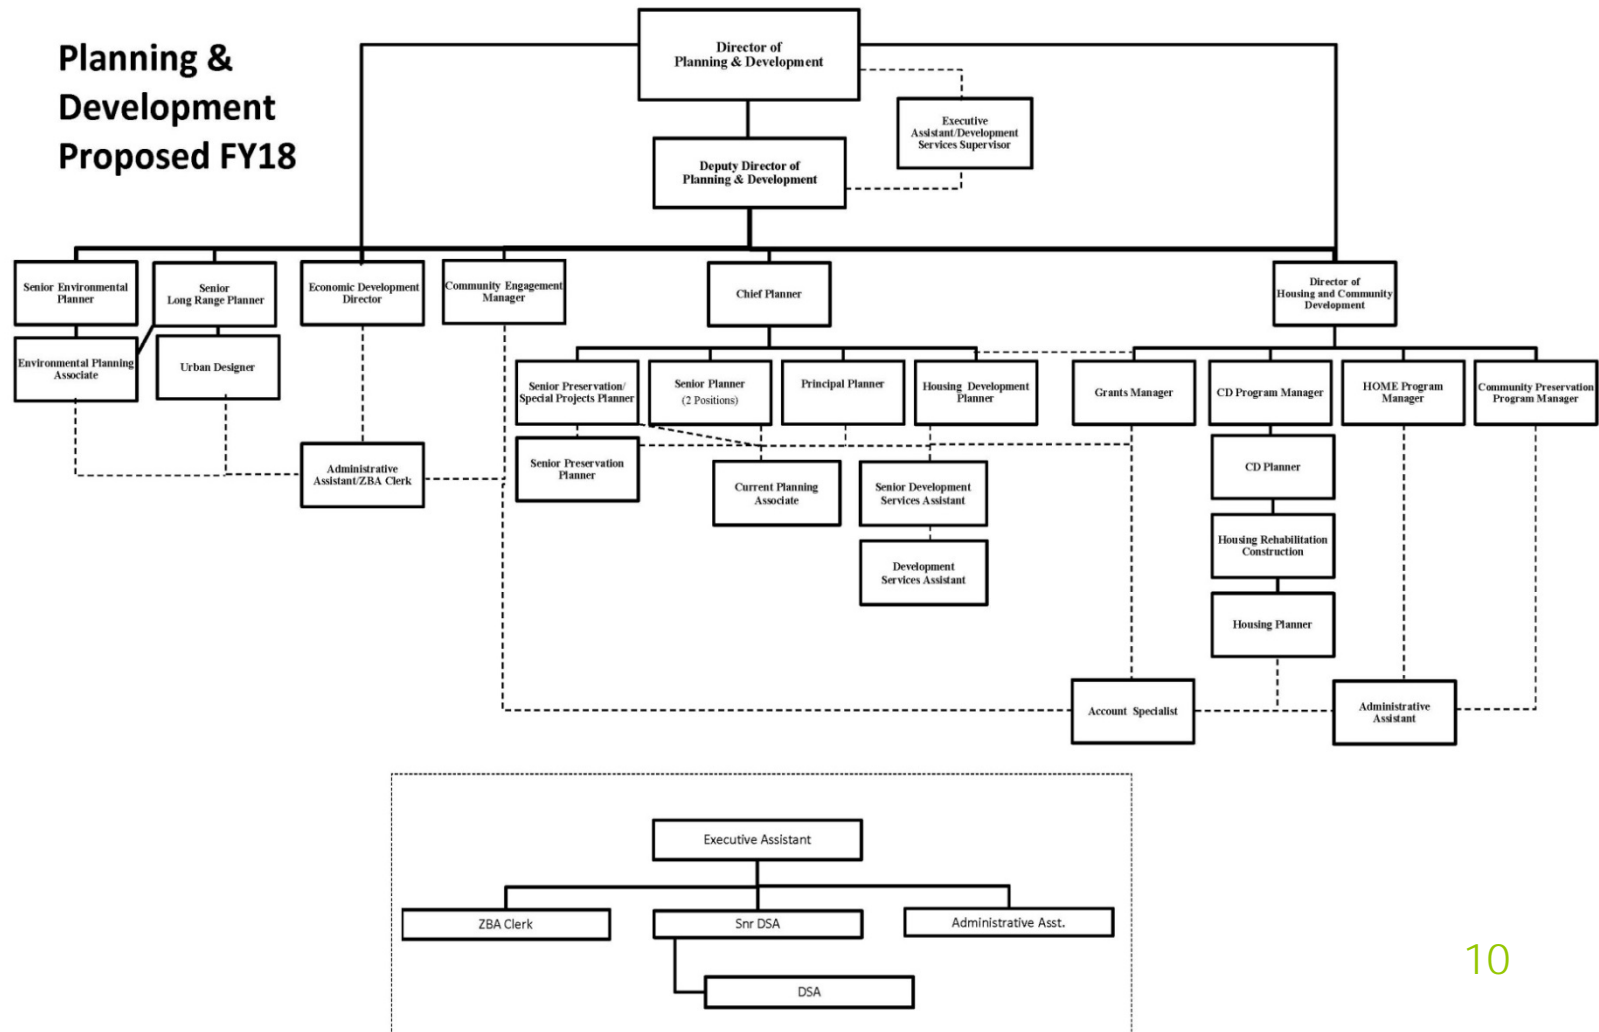 Planning &
Development
Proposed FY18
Director of
Planning & Development
Executive
Assistant/Development
Services Supervisor
Deputy Director of
Planning & Development
Senior Environmental
Planner
Senior
Long Range Planner
Economic Development
Director
Community Engagement
Manager
Chief Planner
Director of
Housing and Community
Development
Environmental Planning
Associate
Urban Designer
Senior Preservation/
Special Projects Planner
Senior Planner
(2 Positions)
Principal Planner
Housing Development
Planner
Grants Manager
CD Program Manager
HOME Program
Manager
Community Preservation
Program Manager
Administrative
Assistant/ZBA Clerk
Senior Preservation
Planner
Current Planning
Associate
Senior Development
Services Assistant
CD Planner
Development
Services Assistant
Housing Rehabilitation
Construction
Housing Planner
Account Specialist
Administrative
Assistant
Executive Assistant
ZBA Clerk
Snr DSA
Administrative Asst.
DSA
10